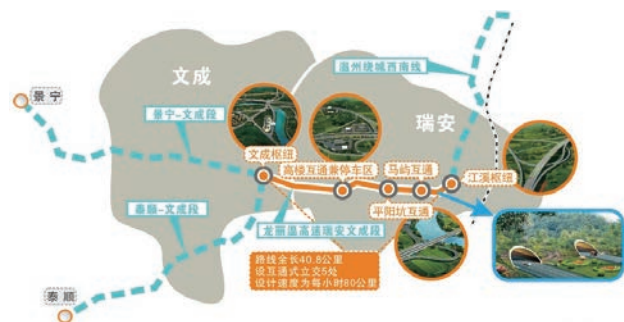 温州绕城西南线
文成
景宁
景宁-文成段
瑞安
文成枢纽
高楼互通兼停车区
马屿互通
江溪枢纽
平阳坑互通
泰顺-文成段
龙丽温高速瑞安文成段
路线全长40.8公里
设互通式立交5处
设计速度为每小时80公里
泰顺